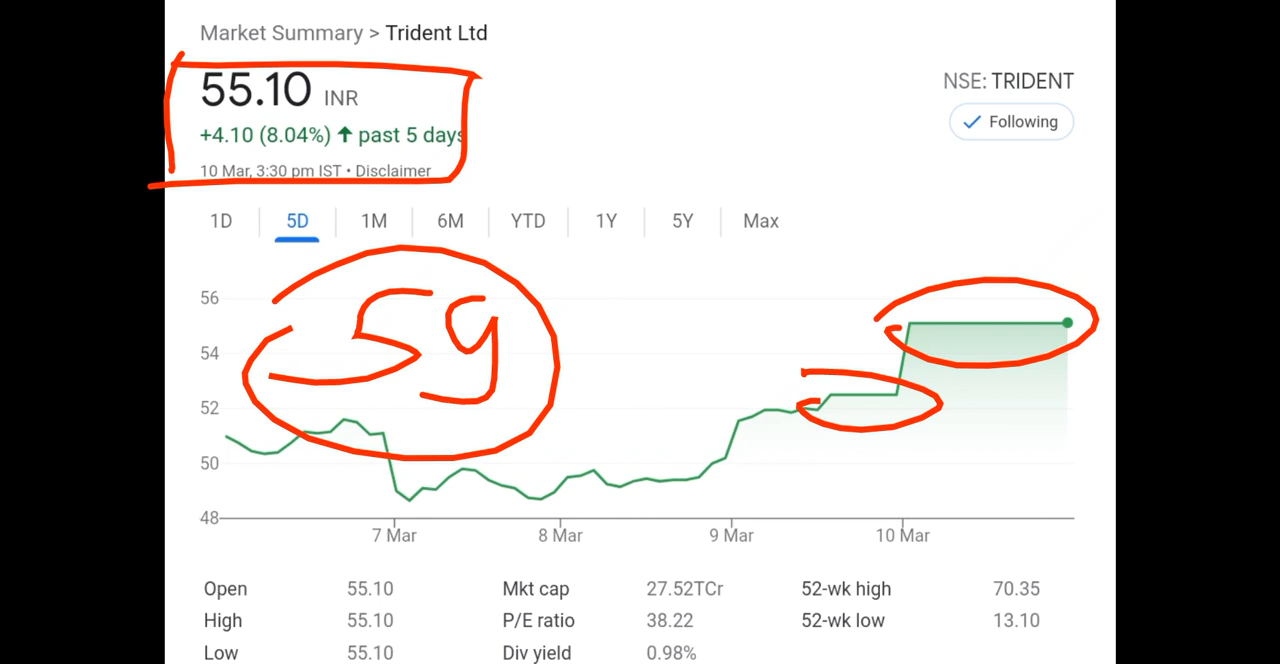 Market Summary > Trident Ltd
55.10 INR
NSE: TRIDENT
+4.10 (8.04%) ↑ past 5 days
✓ Following
10 Mar, 3:30 pm IST • Disclaimer
1D 5D 1M 6M YTD 1Y 5Y Max
56
59
54
52
50
48
7 Mar 8 Mar 9 Mar 10 Mar
Open 55.10 Mkt cap 27.52TCr 52-wk high 70.35
High 55.10 P/E ratio 38.22 52-wk low 13.10
Low 55.10 Div yield 0.98%